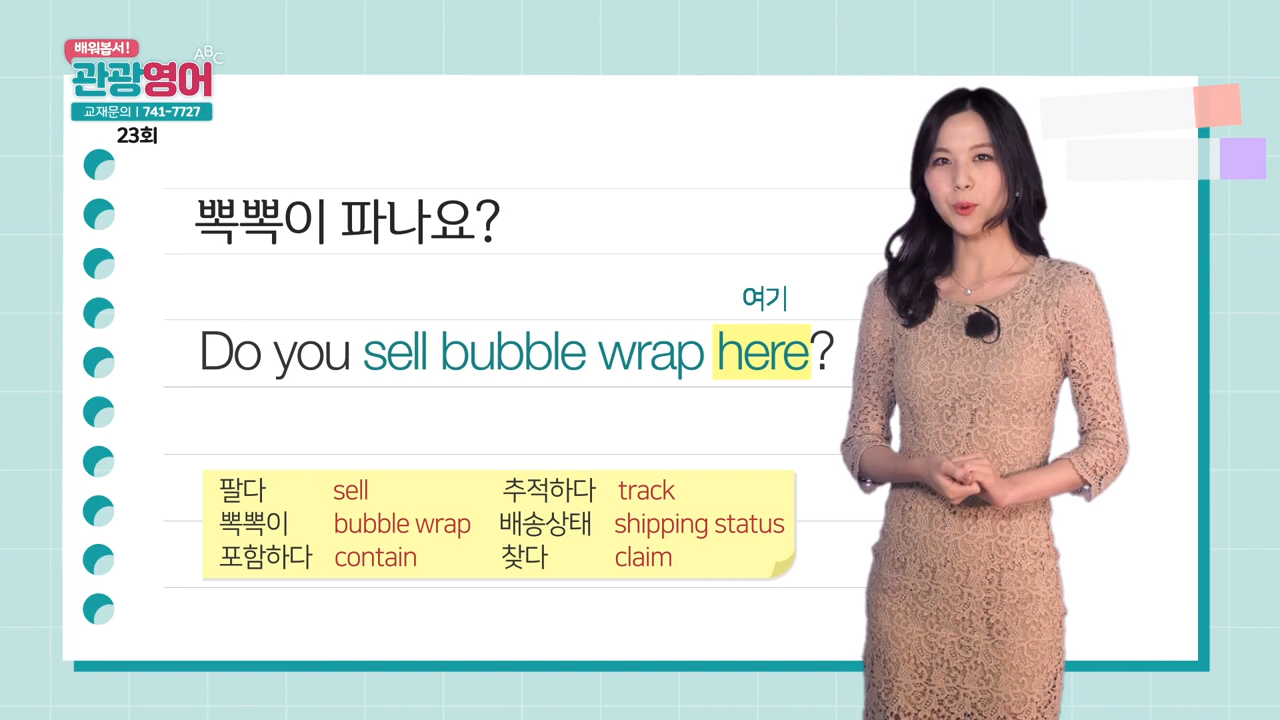 배워봅서!
ABC
관광영어
교재문의 | 741-7727
23회
뽁뽁이 파나요?
여기
Do you sell bubble wrap here?
팔다 sell 추적하다 track
뽁뽁이 bubble wrap 배송상태 shipping status
포함하다 contain 찾다 claim